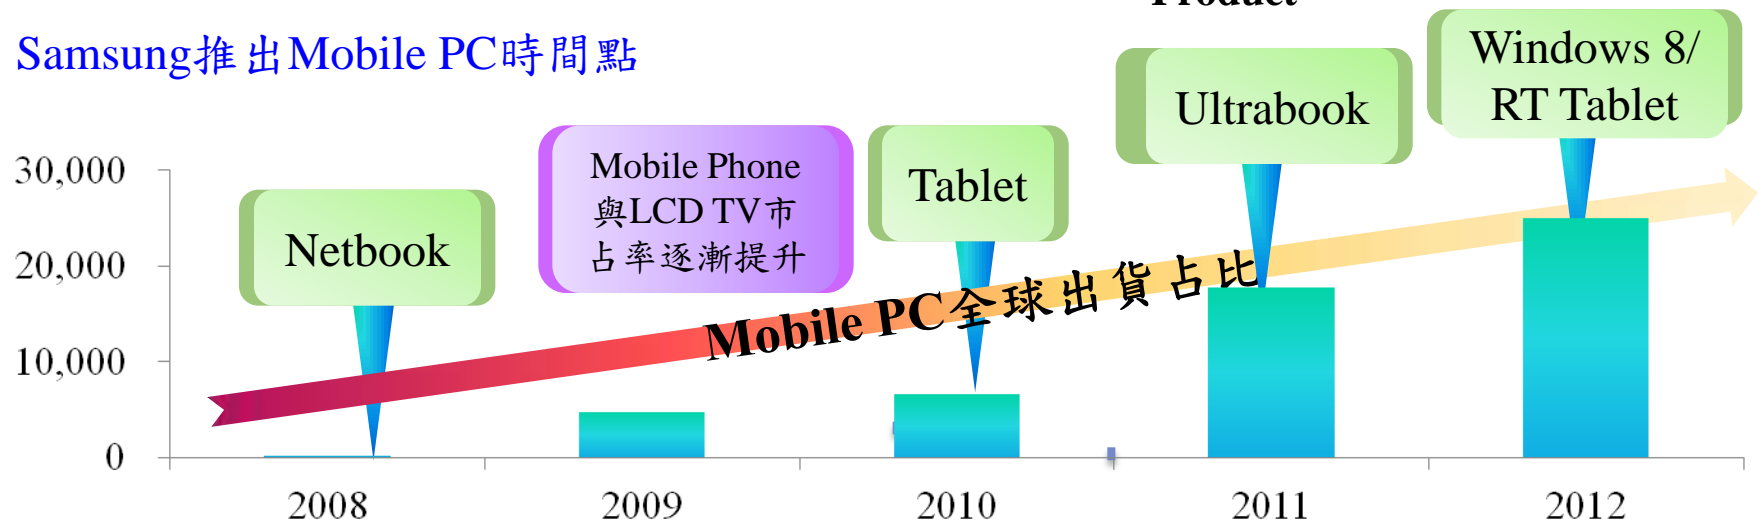 Product
Samsung推出Mobile PC時間點
Windows 8/
RT Tablet
Ultrabook
Mobile Phone
與LCD TV市
占率逐漸提升
Tablet
Netbook
Mobile PC全球出貨占比
30,000
20,000
10,000
0
2008
2009
2010
2011
2012